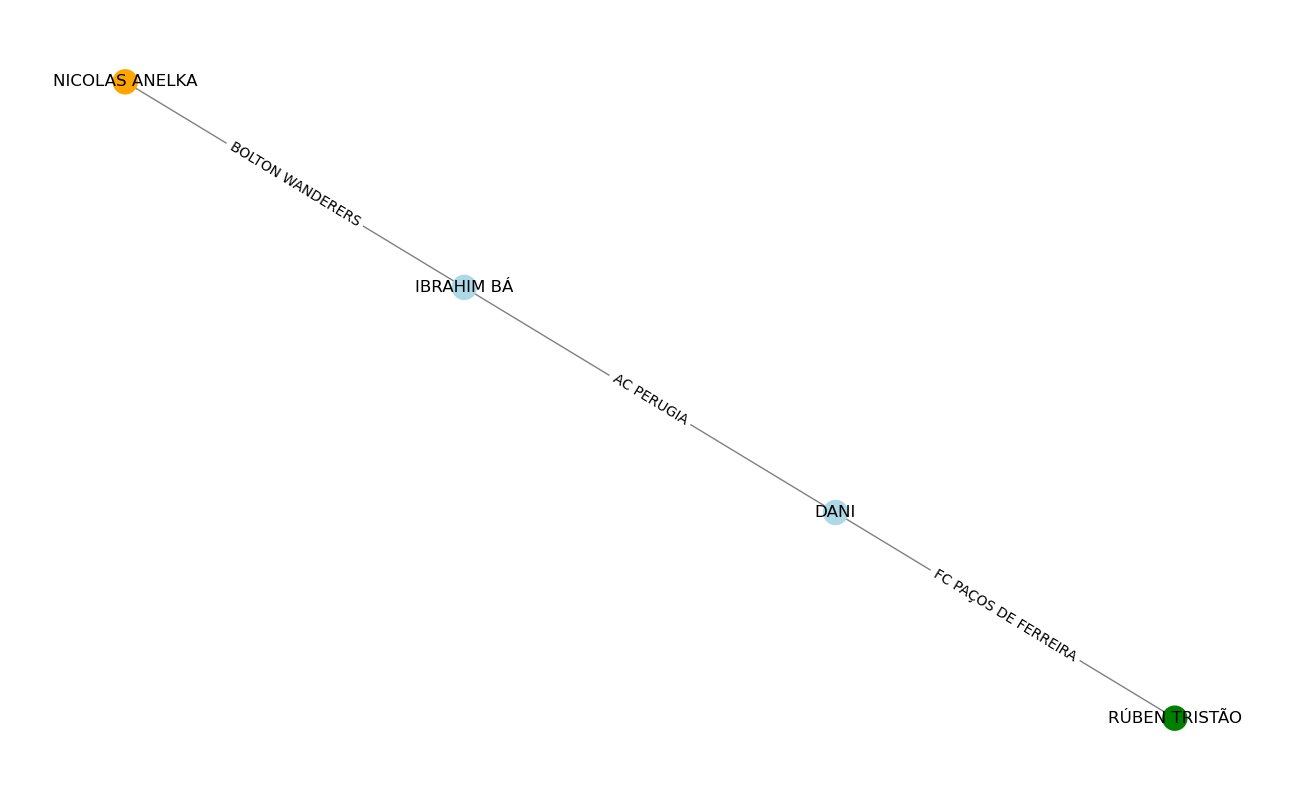 NICOLAS ANELKA
BOLTON WANDERERS
IBRAHIM BÁ
AC PERUGIA
DANI
FC PAÇOS DE FERREIRA
RÚBEN TRISTÃO